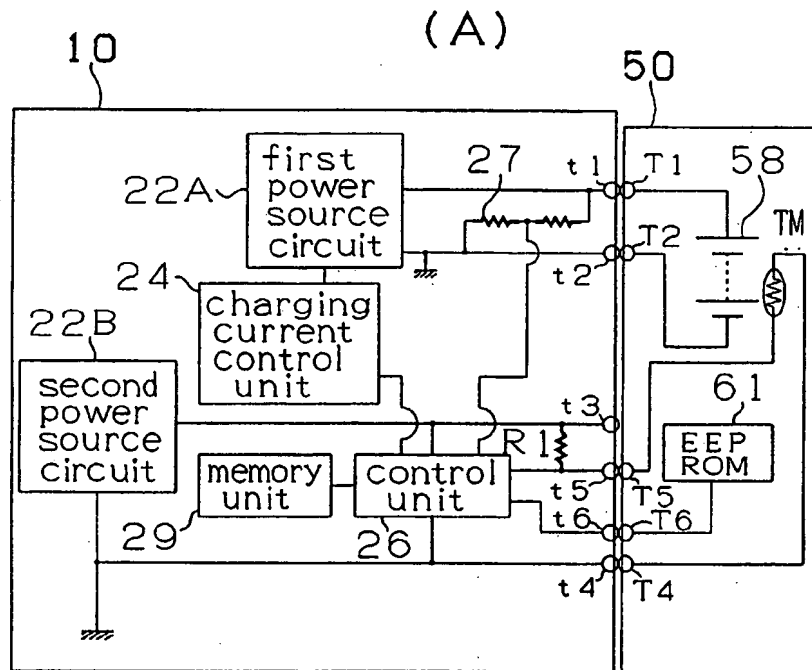 (A)
10
50
first
power
source
circuit
22A
27
t1
T1
58
TM
t2
T2
24
charging
current
control
unit
22B
second
power
source
circuit
t3
61
R1
EEP
ROM
memory
unit
control
unit
t5
T5
29
26
t6
T6
t4
T4